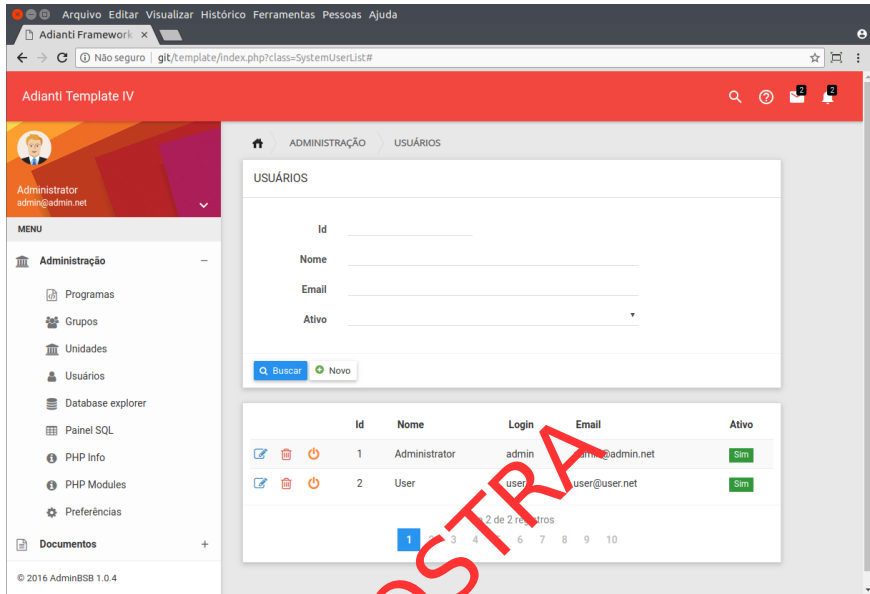 Arquivo Editar Visualizar Histórico Ferramentas Pessoas Ajuda
Adianti Framework
Não seguro | git/template/index.php?class=SystemUserList#
Adianti Template IV
2
2
Administrator
admin@admin.net
MENU
Administração
Programas
Grupos
Unidades
Usuários
Database explorer
Painel SQL
PHP Info
PHP Modules
Preferências
Documentos
© 2016 AdminBSB 1.0.4
ADMINISTRAÇÃO USUÁRIOS
USUÁRIOS
Id
Nome
Email
Ativo
Buscar Novo
Id Nome Login Email Ativo
1 Administrator admin admin@admin.net Sim
2 User user user@user.net Sim
2 de 2 registros
1 2 3 4 5 6 7 8 9 10
OSTRA